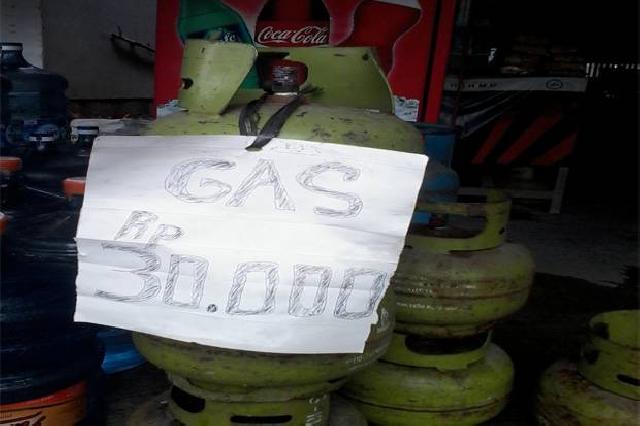 Coca-Cola
GAS
Rp
30.000